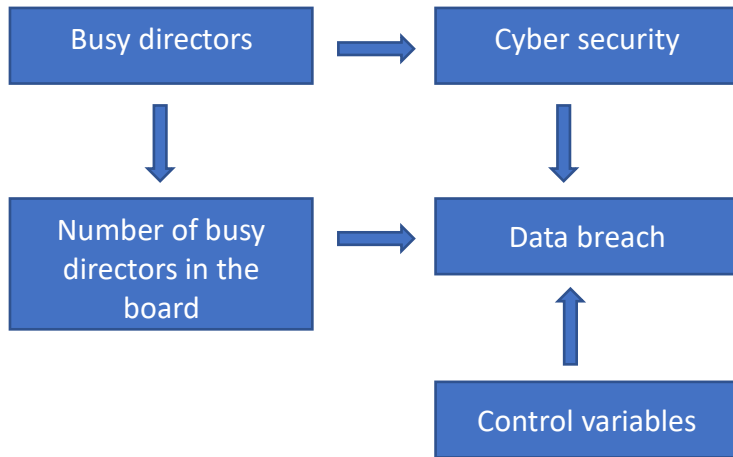 Busy directors
Cyber security
Number of busy
directors in the
board
Data breach
Control variables